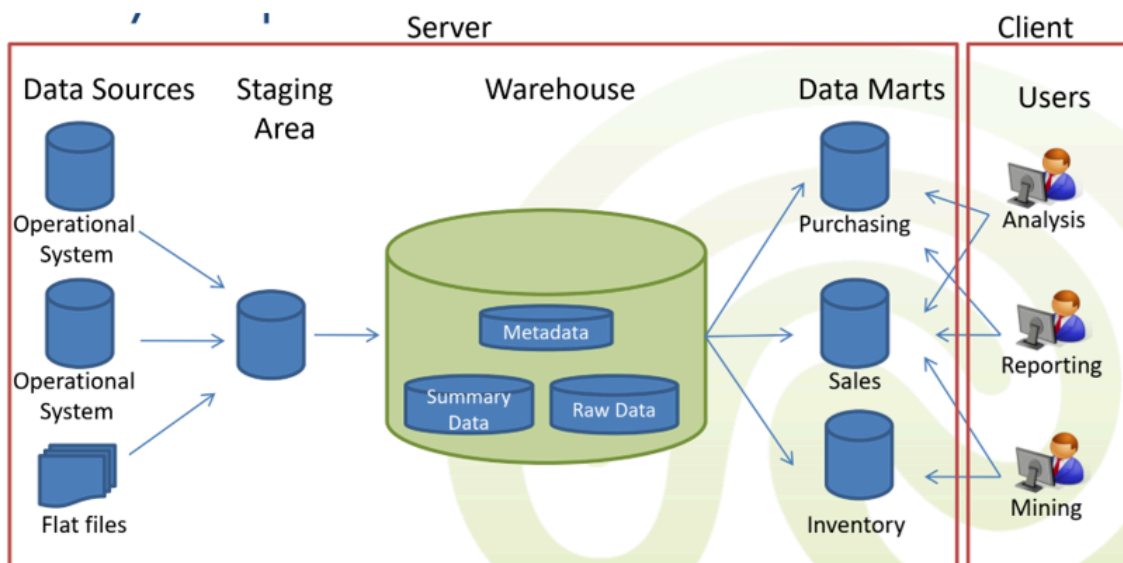 Server
Client
Data Sources
Staging
Area
Warehouse
Data Marts
Users
Operational
System
Purchasing
Analysis
Metadata
Operational
System
Summary
Data
Raw Data
Sales
Reporting
Flat files
Inventory
Mining